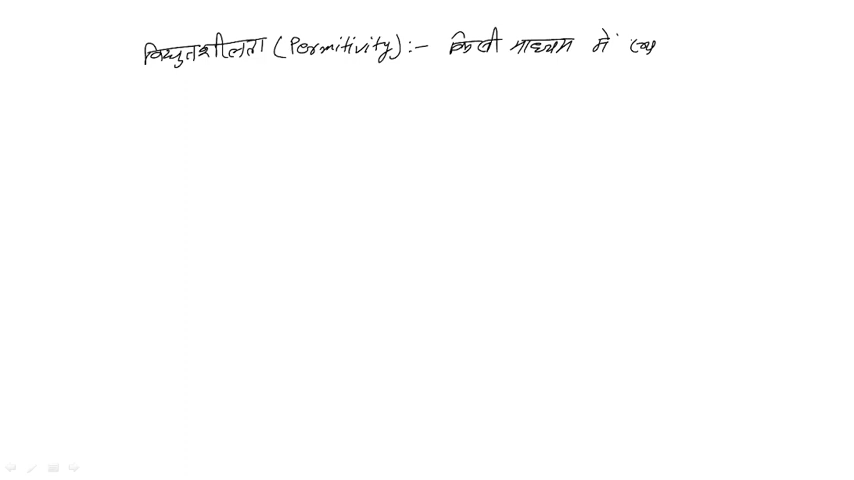 विद्युतशीलता (Permitivity) :- किसी माध्यम में